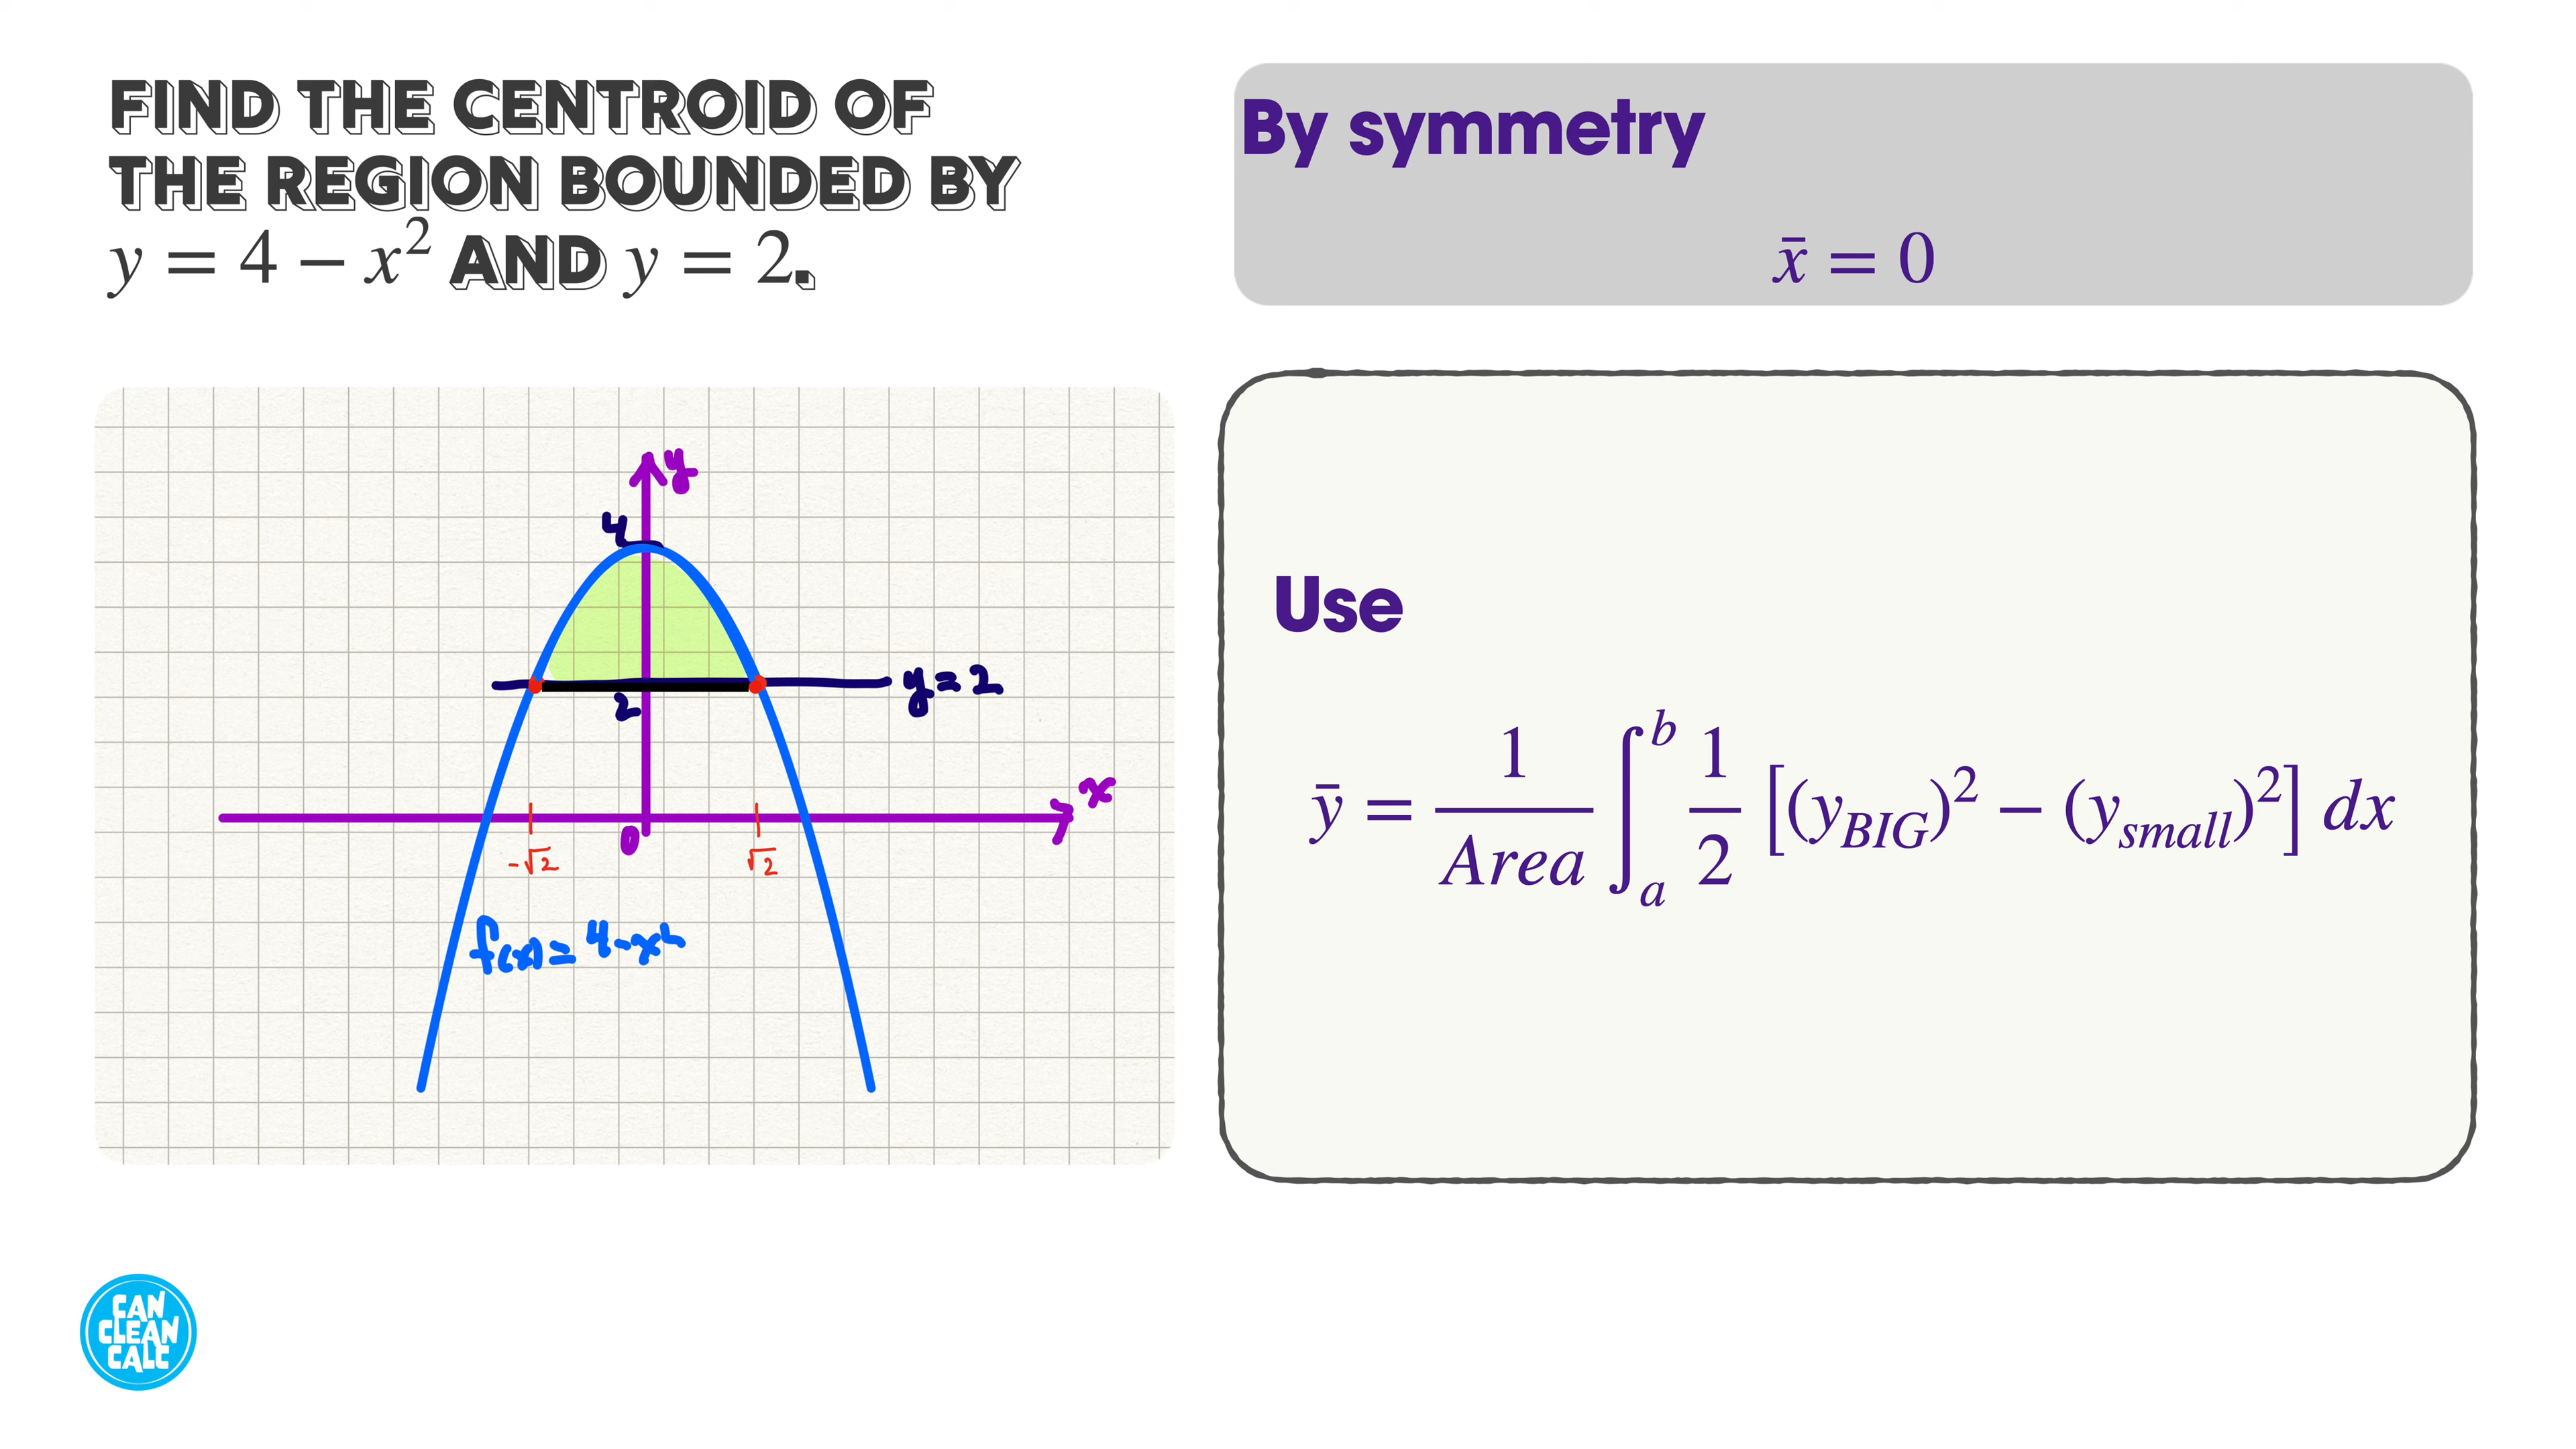 FIND THE CENTROID OF
THE REGION BOUNDED BY
y = 4 − x² AND y = 2.
By symmetry
x̄ = 0
y
4
y=2
2
x
0
-√2
√2
f(x)=4-x²
Use
ȳ = 1/Area ∫_a^b 1/2 [(y_BIG)² − (y_small)²] dx
CAN
CLEAN
CALC